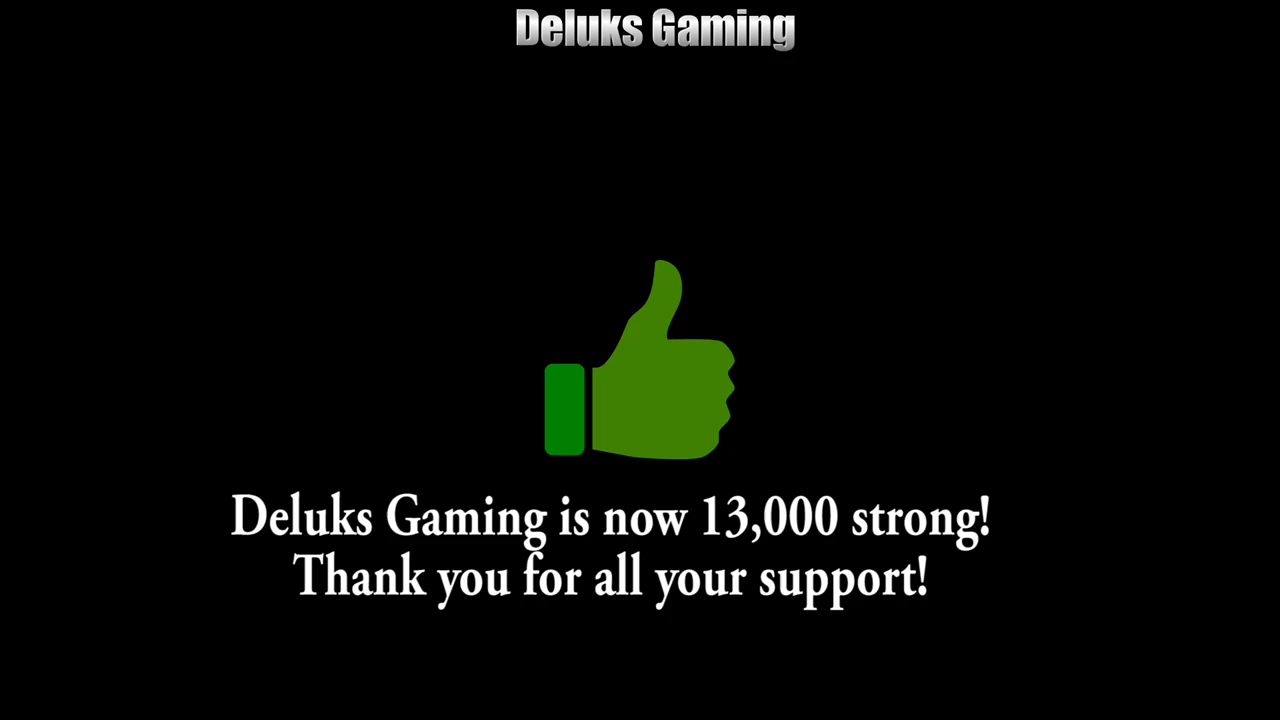 Deluks Gaming
Deluks Gaming is now 13,000 strong!
Thank you for all your support!